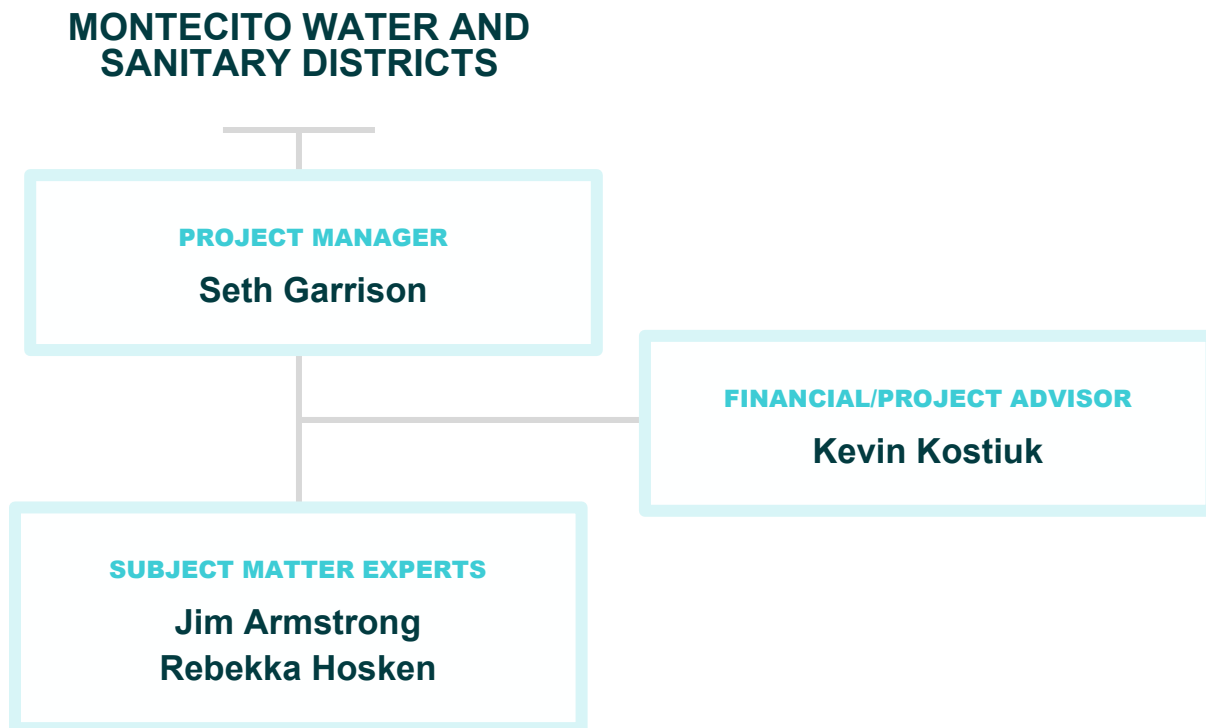 MONTECITO WATER AND
SANITARY DISTRICTS
PROJECT MANAGER
Seth Garrison
FINANCIAL/PROJECT ADVISOR
Kevin Kostiuk
SUBJECT MATTER EXPERTS
Jim Armstrong
Rebekka Hosken